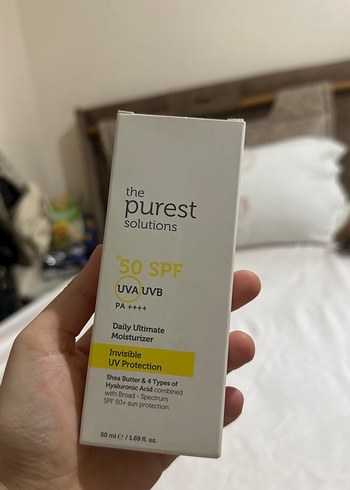 the
purest
solutions
+50 SPF
UVA UVB
PA ++++
Daily Ultimate
Moisturizer
Invisible
UV Protection
Shea Butter & 4 Types of
Hyaluronic Acid combined
with Broad - Spectrum
SPF 50+ sun protection.
50 ml ℮ / 1.69 fl. oz.